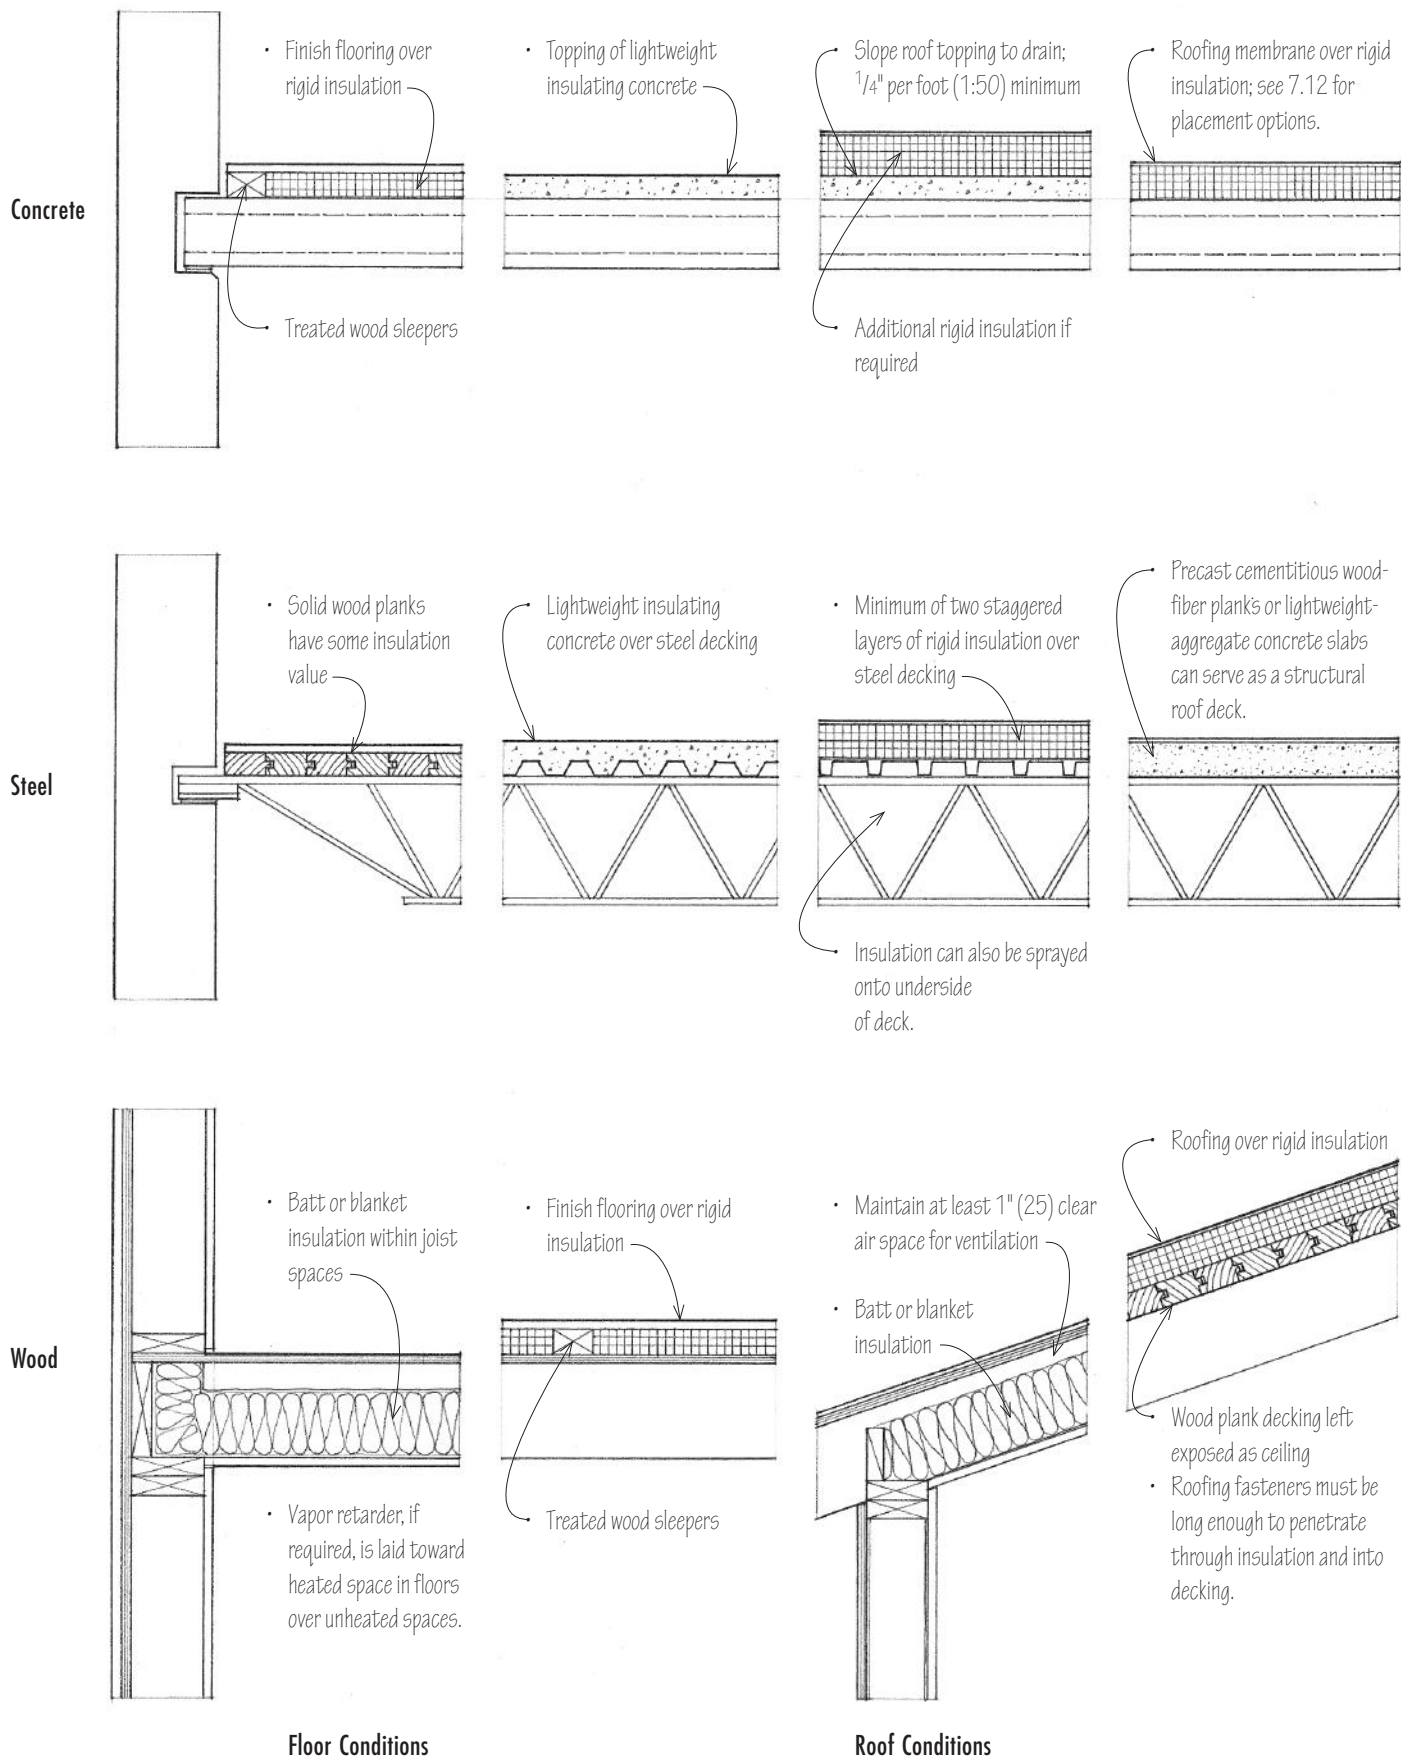 Concrete
• Finish flooring over
rigid insulation
• Treated wood sleepers
• Topping of lightweight
insulating concrete
• Slope roof topping to drain;
1/4" per foot (1:50) minimum
• Additional rigid insulation if
required
• Roofing membrane over rigid
insulation; see 7.12 for
placement options.
Steel
• Solid wood planks
have some insulation
value
• Lightweight insulating
concrete over steel decking
• Minimum of two staggered
layers of rigid insulation over
steel decking
• Insulation can also be sprayed
onto underside
of deck.
• Precast cementitious wood-
fiber planks or lightweight-
aggregate concrete slabs
can serve as a structural
roof deck.
Wood
• Batt or blanket
insulation within joist
spaces
• Vapor retarder, if
required, is laid toward
heated space in floors
over unheated spaces.
• Finish flooring over rigid
insulation
• Treated wood sleepers
• Maintain at least 1" (25) clear
air space for ventilation
• Batt or blanket
insulation
• Roofing over rigid insulation
• Wood plank decking left
exposed as ceiling
• Roofing fasteners must be
long enough to penetrate
through insulation and into
decking.
Floor Conditions
Roof Conditions